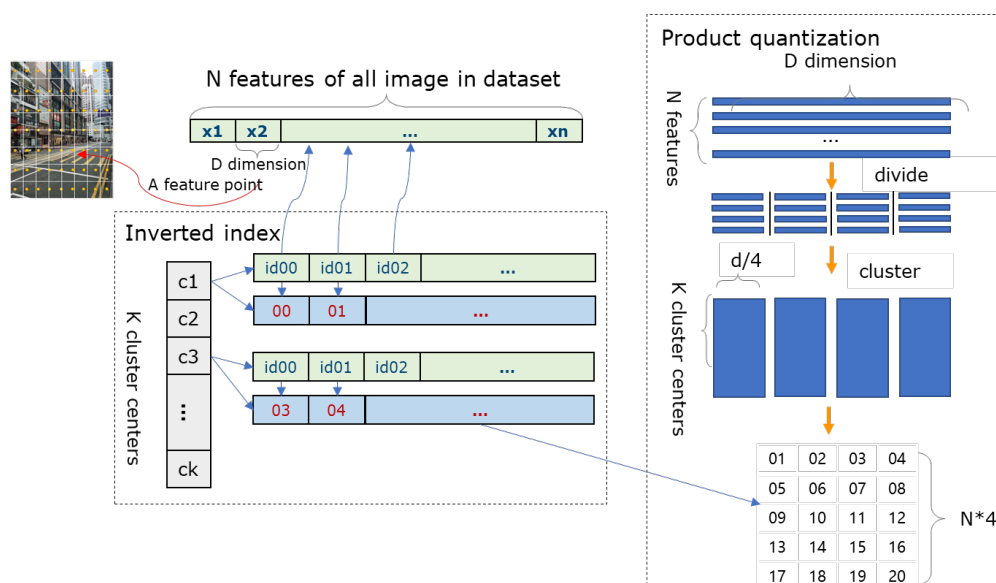 N features of all image in dataset
x1 x2 ... xn
D dimension
A feature point
Inverted index
K cluster centers
c1
c2
c3
...
ck
id00 id01 id02 ...
00 01 ...
id00 id01 id02 ...
03 04 ...
Product quantization
D dimension
N features
...
divide
d/4
cluster
K cluster centers
01 02 03 04
05 06 07 08
09 10 11 12
13 14 15 16
17 18 19 20
N*4